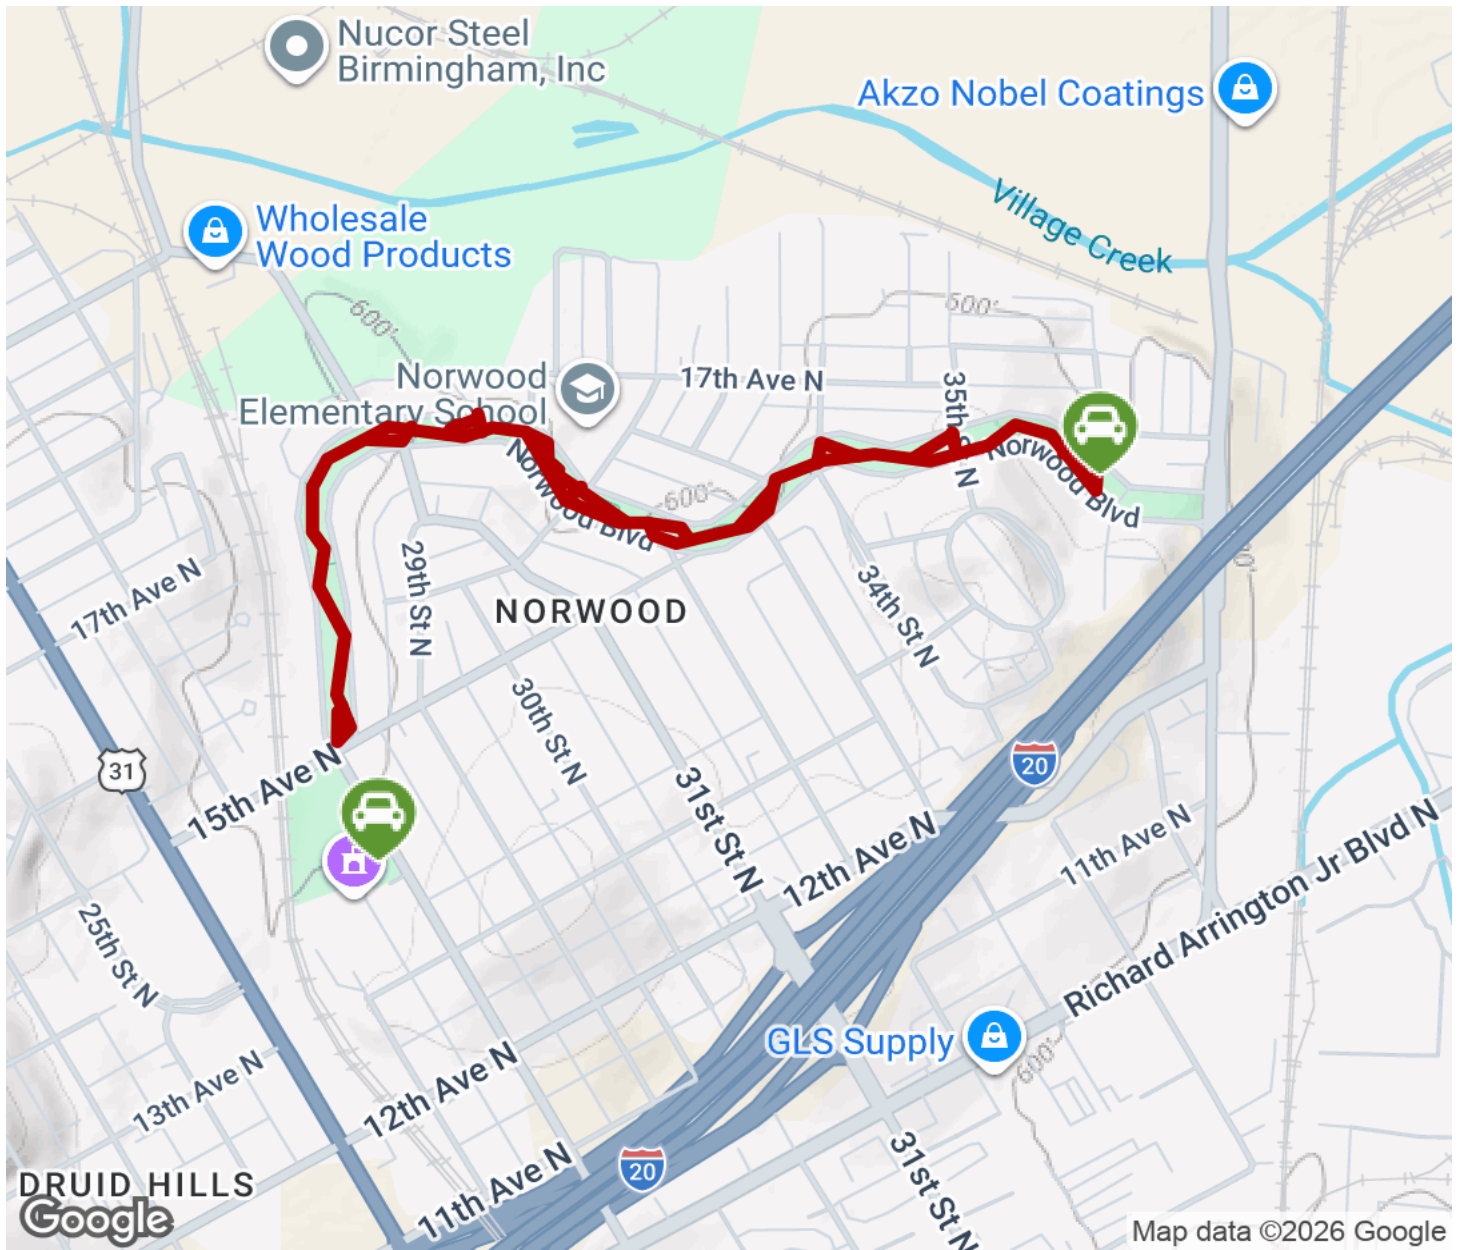 Nucor Steel
Birmingham, Inc
Akzo Nobel Coatings
Village Creek
Wholesale
Wood Products
600'
600'
Norwood
Elementary School
17th Ave N
35th St N
Norwood Blvd
Norwood Blvd
600'
17th Ave N
29th St N
34th St N
NORWOOD
30th St N
31
20
15th Ave N
31st St N
12th Ave N
11th Ave N
Richard Arrington Jr Blvd N
25th St N
GLS Supply
600'
13th Ave N
12th Ave N
11th Ave N
20
31st St N
DRUID HILLS
Google
Map data ©2026 Google